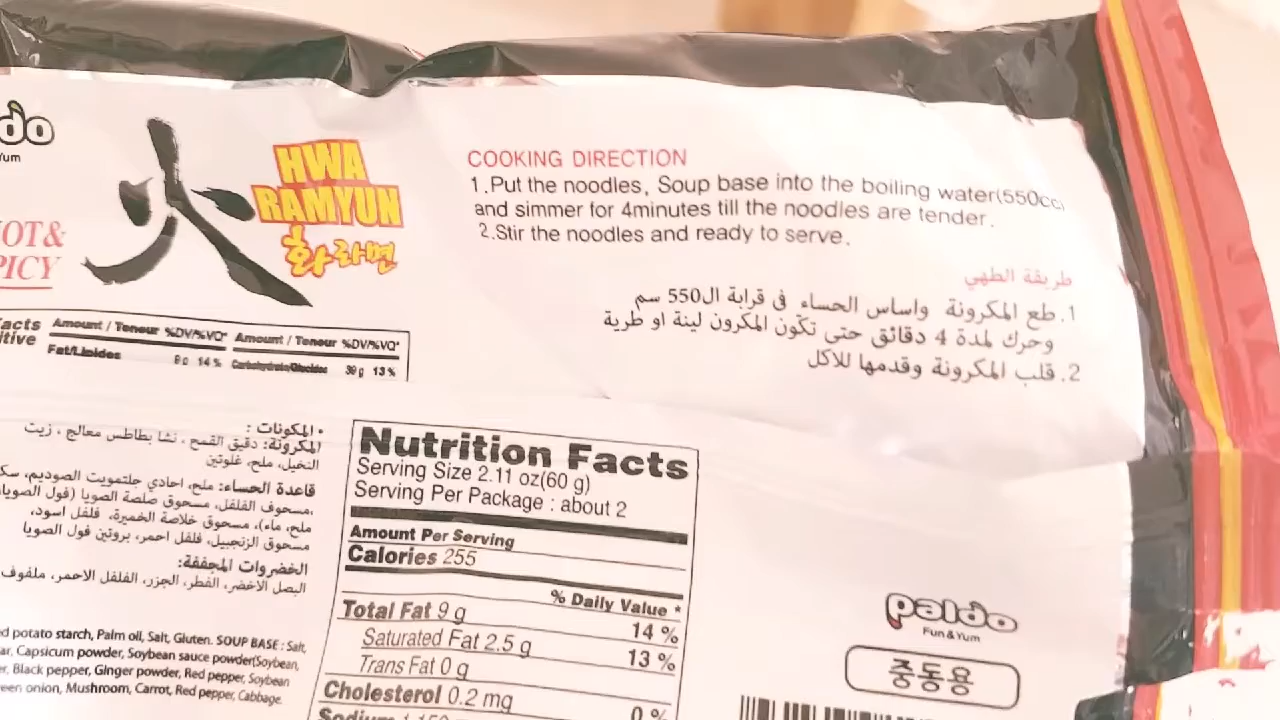 do
Yum
火
HWA
RAMYUN
화라면
OT&
PICY
COOKING DIRECTION
1.Put the noodles, Soup base into the boiling water(550cc)
and simmer for 4minutes till the noodles are tender.
2.Stir the noodles and ready to serve.
طريقة الطهي
1. طع المكرونة واساس الحساء في قرابة ال550 سم
وحرك لمدة 4 دقائق حتى تكون المكرون لينة او طرية
2. قلب المكرونة وقدمها للاكل
acts
itive
Amount / Teneur %DV/%VQ* Amount / Teneur %DV/%VQ*
Fat/Lipides 9 g 14 % Carbohydrate/Glucides 39 g 13 %
• المكونات :
المكرونة: دقيق القمح ، نشا بطاطس معالج ، زيت
النخيل، ملح، غلوتين
قاعدة الحساء: ملح، احادي جلتمويت الصوديم، سك
،مسحوف الفلفل، مسحوق صلصة الصويا (فول الصويا،
ملح، ماء)، مسحوق خلاصة الخميرة، فلفل اسود،
مسحوق الزنجبيل، فلفل احمر، بروتين فول الصويا
الخضروات المجففة:
البصل الاخضر، الفطر، الجزر، الفلفل الاحمر، ملفوف
ed potato starch, Palm oil, Salt, Gluten. SOUP BASE : Salt,
ar, Capsicum powder, Soybean sauce powder(Soybean,
er, Black pepper, Ginger powder, Red pepper, Soybean
een onion, Mushroom, Carrot, Red pepper, Cabbage.
Nutrition Facts
Serving Size 2.11 oz(60 g)
Serving Per Package : about 2
Amount Per Serving
Calories 255
% Daily Value *
Total Fat 9 g 14 %
Saturated Fat 2.5 g 13 %
Trans Fat 0 g
Cholesterol 0.2 mg 0 %
Sodium
paldo
Fun & Yum
중동용